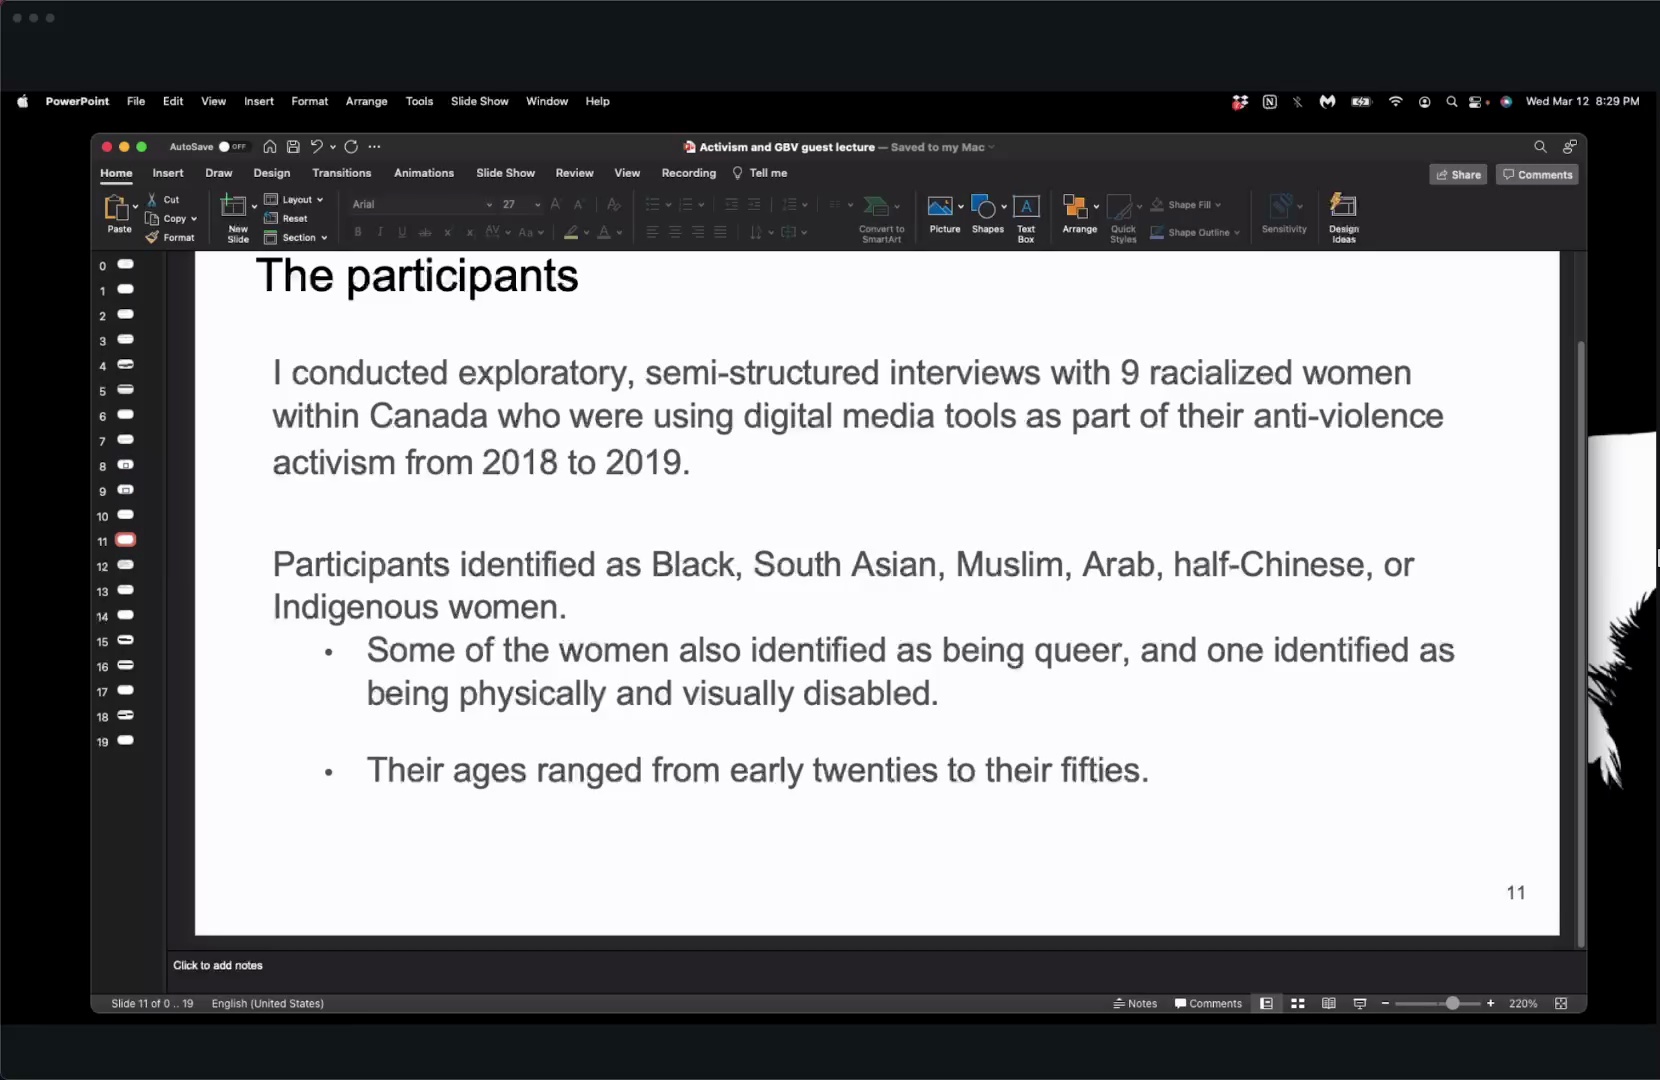 PowerPoint File Edit View Insert Format Arrange Tools Slide Show Window Help Wed Mar 12 8:29 PM
AutoSave OFF Activism and GBV guest lecture — Saved to my Mac
Home Insert Draw Design Transitions Animations Slide Show Review View Recording Tell me Share Comments
Paste Cut Copy Format New Slide Layout Reset Section Arial 27 Convert to SmartArt Picture Shapes Text Box Arrange Quick Styles Shape Fill Shape Outline Sensitivity Design Ideas
0
1
2
3
4
5
6
7
8
9
10
11
12
13
14
15
16
17
18
19
The participants
I conducted exploratory, semi-structured interviews with 9 racialized women
within Canada who were using digital media tools as part of their anti-violence
activism from 2018 to 2019.
Participants identified as Black, South Asian, Muslim, Arab, half-Chinese, or
Indigenous women.
• Some of the women also identified as being queer, and one identified as
being physically and visually disabled.
• Their ages ranged from early twenties to their fifties.
11
Click to add notes
Slide 11 of 0 .. 19 English (United States) Notes Comments 220%